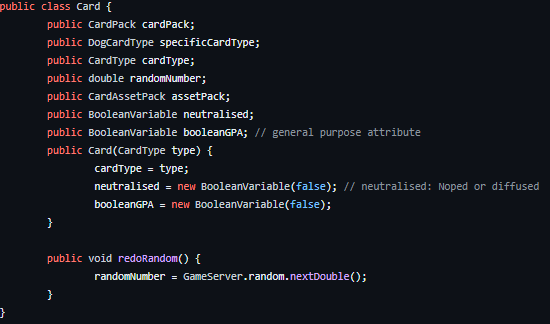 public class Card {
public CardPack cardPack;
public DogCardType specificCardType;
public CardType cardType;
public double randomNumber;
public CardAssetPack assetPack;
public BooleanVariable neutralised;
public BooleanVariable booleanGPA; // general purpose attribute
public Card(CardType type) {
cardType = type;
neutralised = new BooleanVariable(false); // neutralised: Noped or diffused
booleanGPA = new BooleanVariable(false);
}
public void redoRandom() {
randomNumber = GameServer.random.nextDouble();
}
}